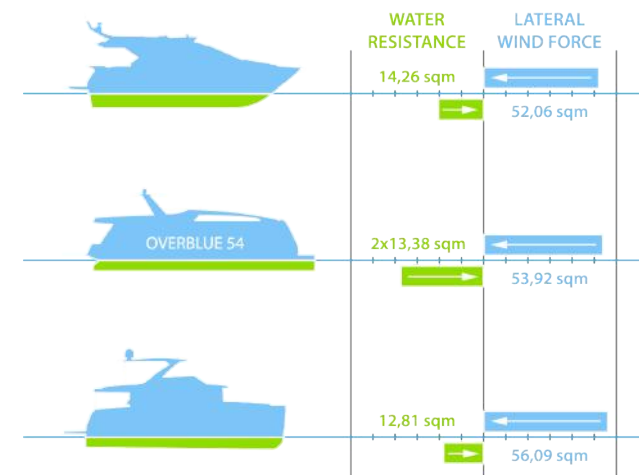 WATER
RESISTANCE
LATERAL
WIND FORCE
14,26 sqm
52,06 sqm
OVERBLUE 54
2x13,38 sqm
53,92 sqm
12,81 sqm
56,09 sqm